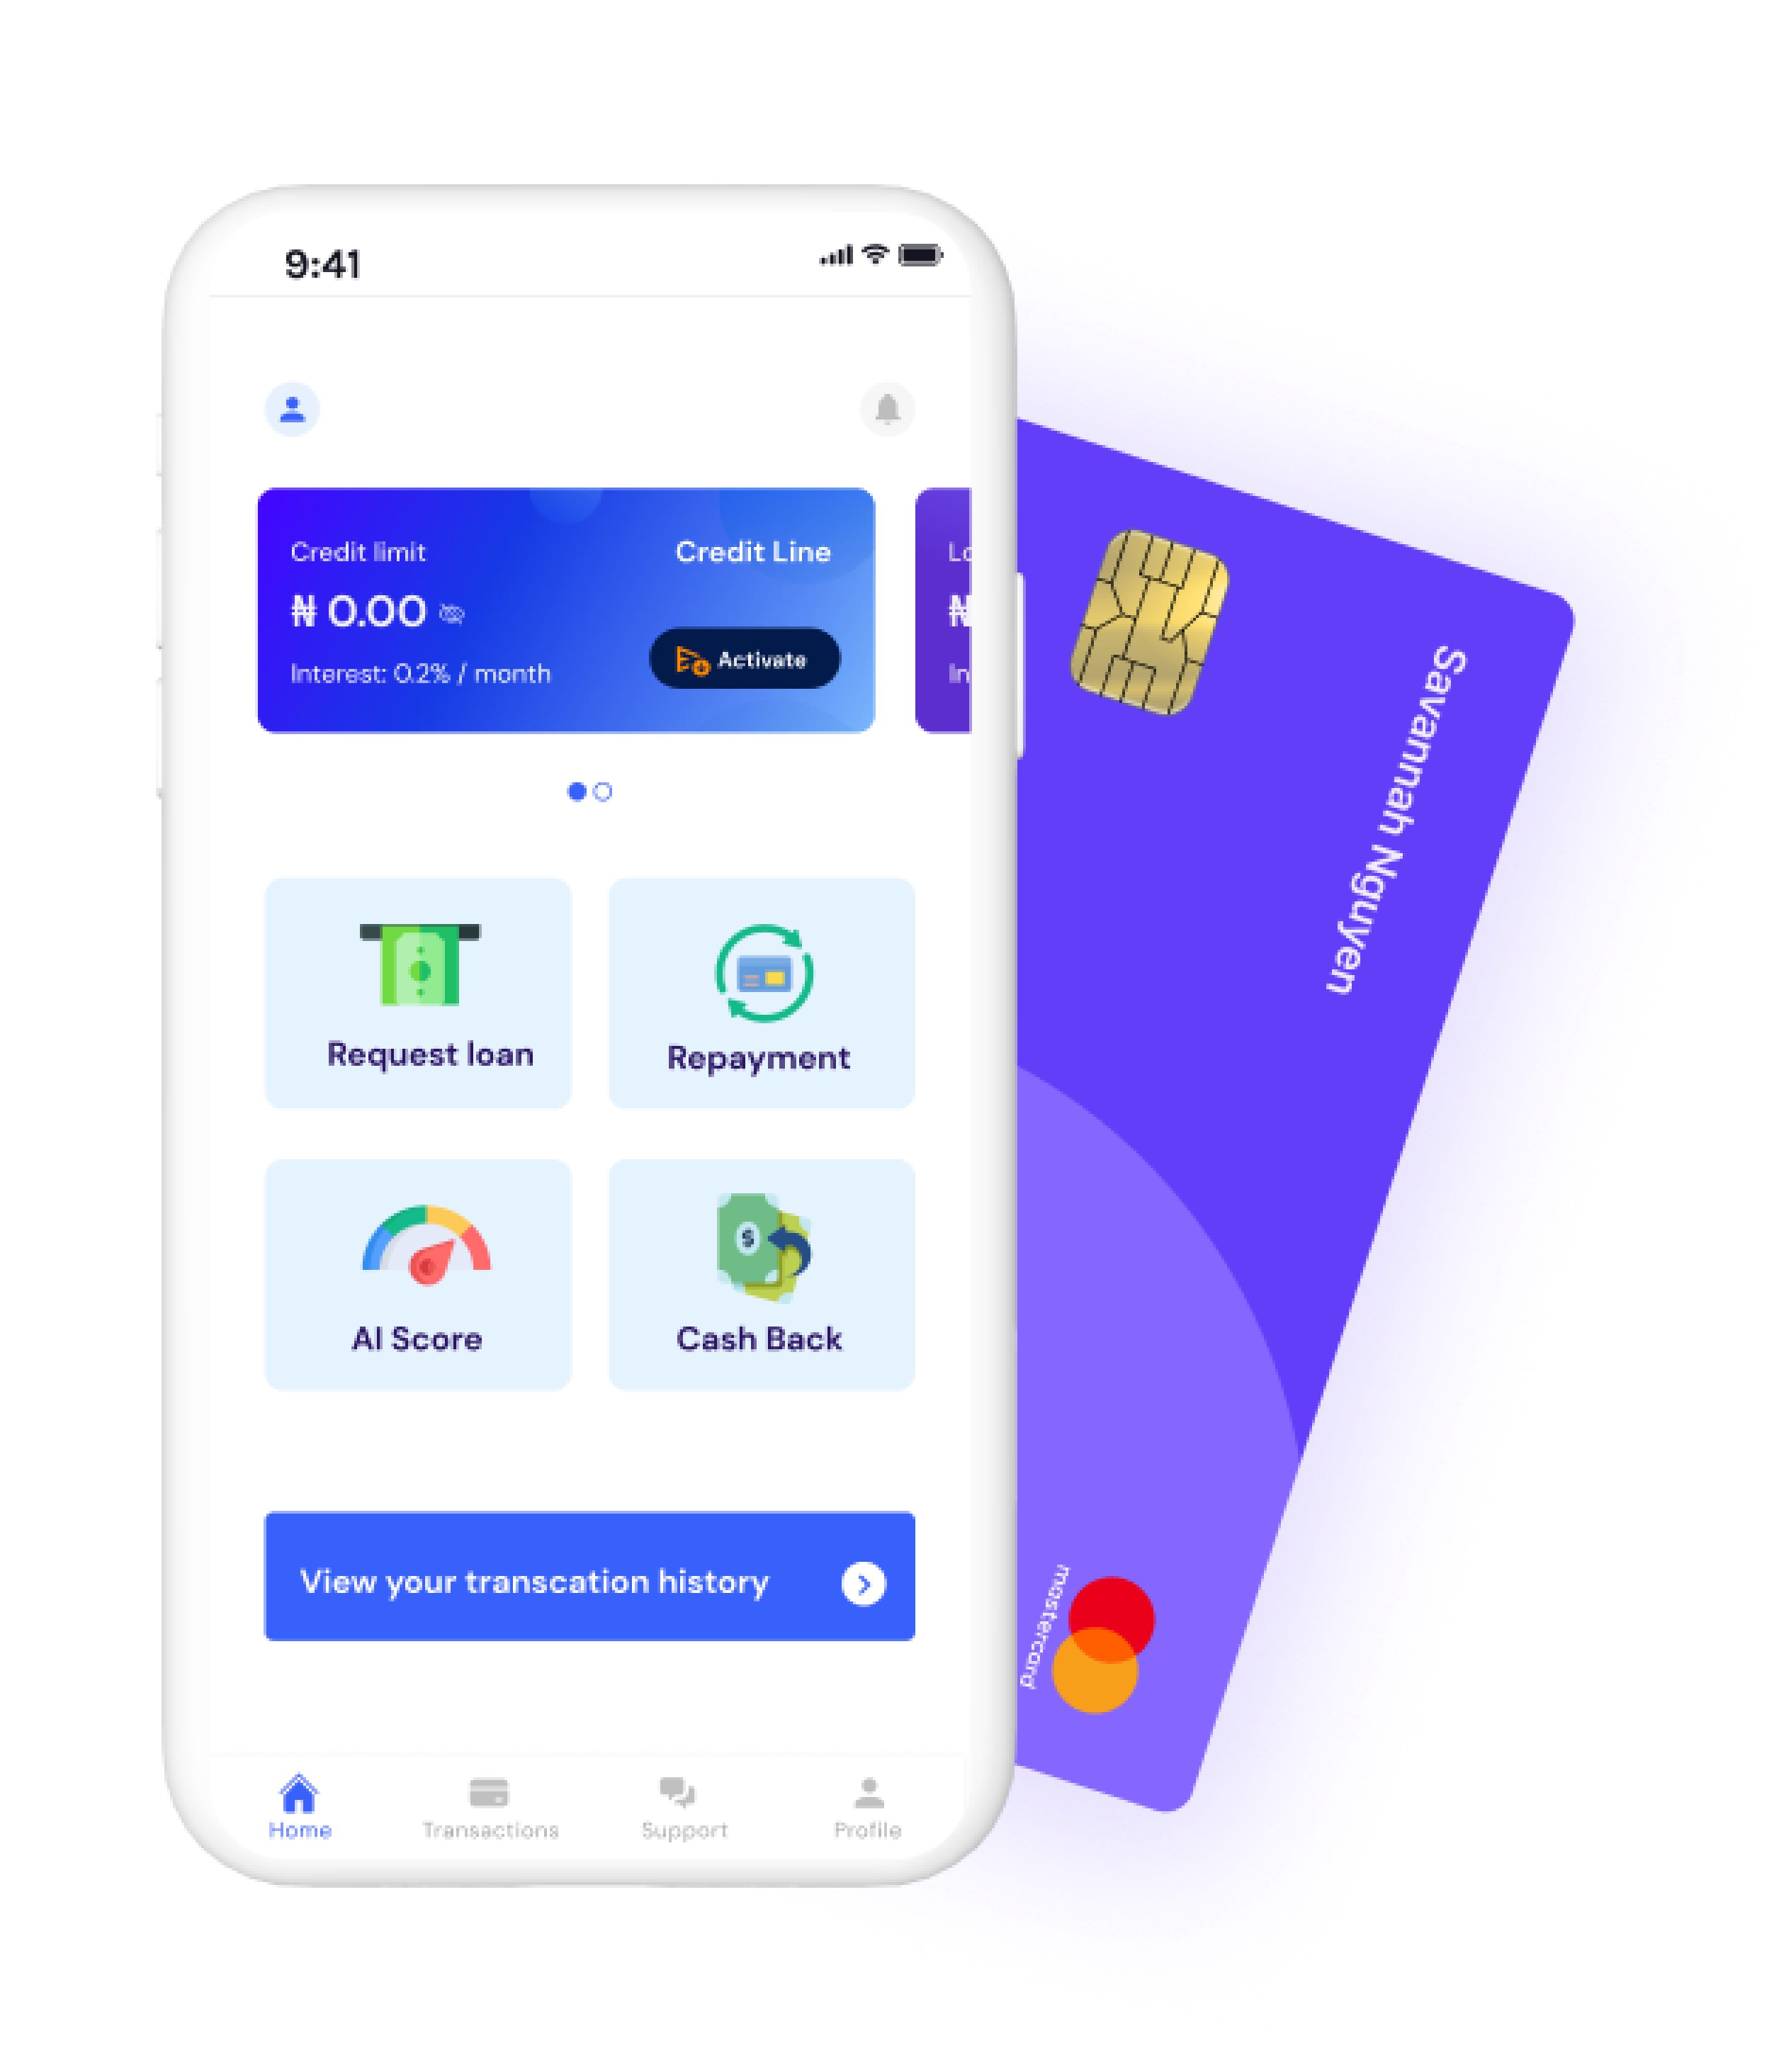 9:41
Credit limit
Credit Line
₦ 0.00
Interest: 0.2% / month
Activate
Lo
₦
In
Request loan
Repayment
AI Score
Cash Back
View your transcation history
Home
Transactions
Support
Profile
Savannah Nguyen
mastercard